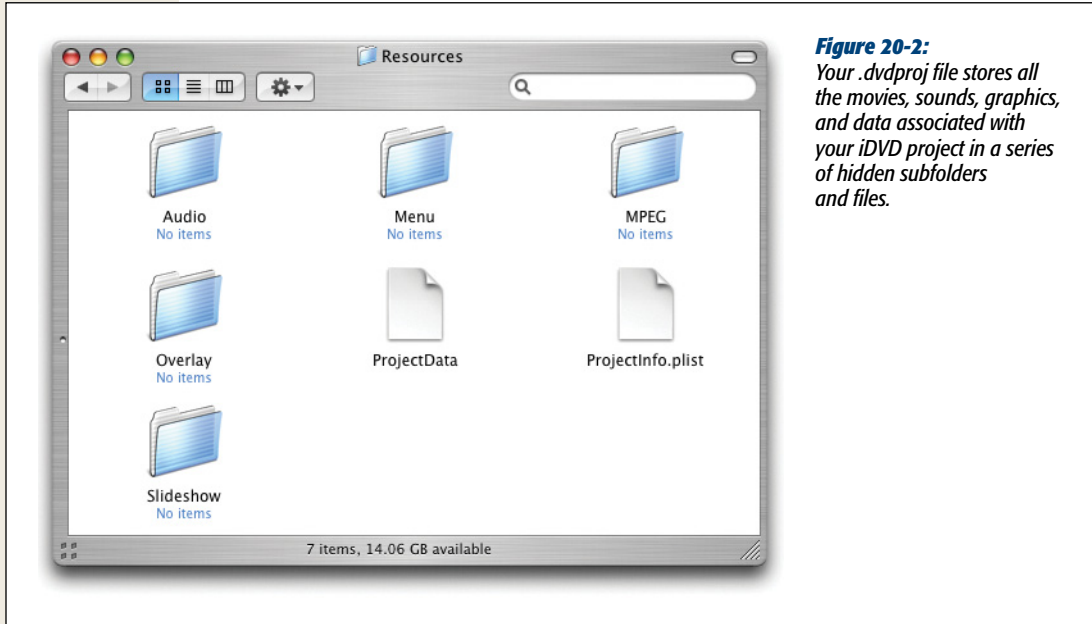 Resources
Figure 20-2:
Your .dvdproj file stores all
the movies, sounds, graphics,
and data associated with
your iDVD project in a series
of hidden subfolders
and files.
Audio
No items
Menu
No items
MPEG
No items
Overlay
No items
ProjectData
ProjectInfo.plist
Slideshow
No items
7 items, 14.06 GB available